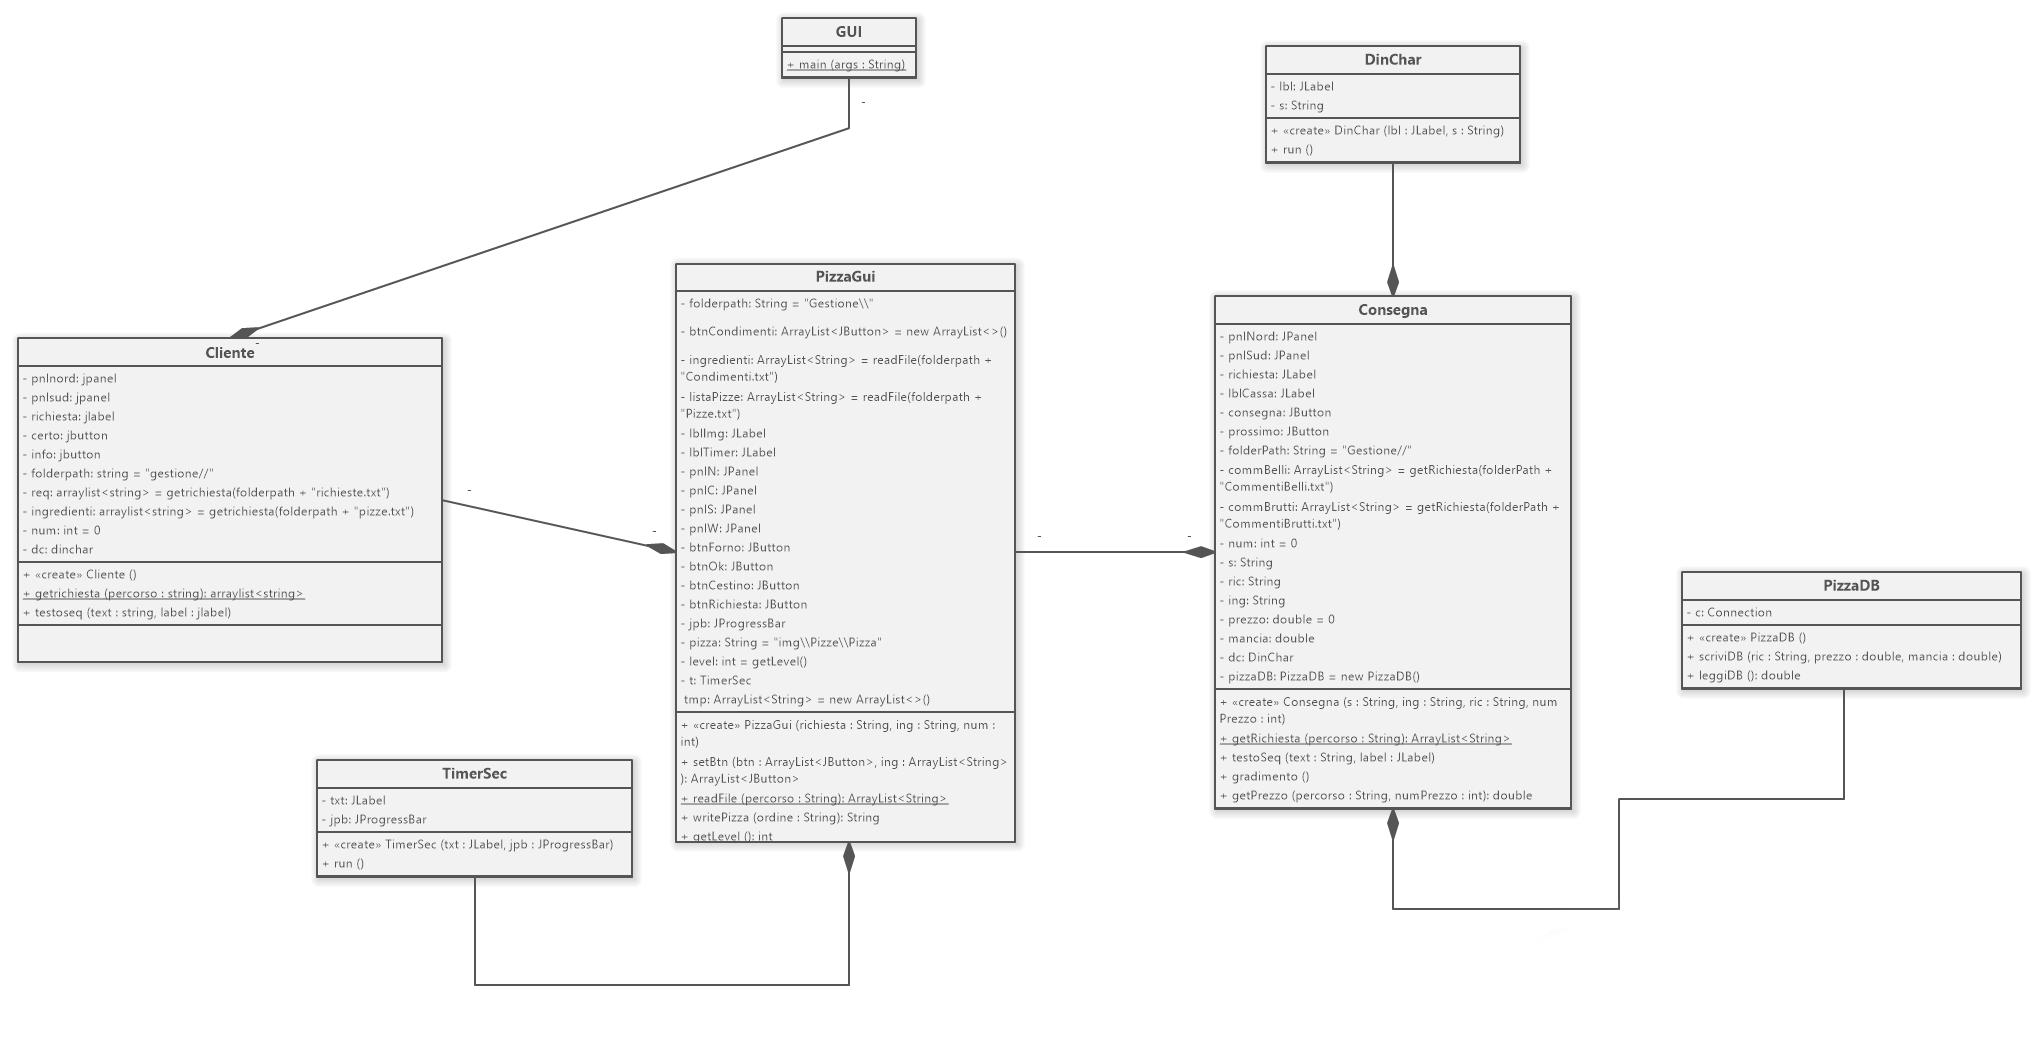 GUI
+ main (args : String)
-
DinChar
- lbl: JLabel
- s: String
+ «create» DinChar (lbl : JLabel, s : String)
+ run ()
-
Cliente
- pnlnord: jpanel
- pnlsud: jpanel
- richiesta: jlabel
- certo: jbutton
- info: jbutton
- folderpath: string = "gestione//"
- req: arraylist<string> = getrichiesta(folderpath + "richieste.txt")
- ingredienti: arraylist<string> = getrichiesta(folderpath + "pizze.txt")
- num: int = 0
- dc: dinchar
+ «create» Cliente ()
+ getrichiesta (percorso : string): arraylist<string>
+ testoseq (text : string, label : jlabel)
-
-
PizzaGui
- folderpath: String = "Gestione\\"
- btnCondimenti: ArrayList<JButton> = new ArrayList<>()
- ingredienti: ArrayList<String> = readFile(folderpath +
"Condimenti.txt")
- listaPizze: ArrayList<String> = readFile(folderpath +
"Pizze.txt")
- lblImg: JLabel
- lblTimer: JLabel
- pnlN: JPanel
- pnlC: JPanel
- pnlS: JPanel
- pnlW: JPanel
- btnForno: JButton
- btnOk: JButton
- btnCestino: JButton
- btnRichiesta: JButton
- jpb: JProgressBar
- pizza: String = "img\\Pizze\\Pizza"
- level: int = getLevel()
- t: TimerSec
tmp: ArrayList<String> = new ArrayList<>()
+ «create» PizzaGui (richiesta : String, ing : String, num :
int)
+ setBtn (btn : ArrayList<JButton>, ing : ArrayList<String>
): ArrayList<JButton>
+ readFile (percorso : String): ArrayList<String>
+ writePizza (ordine : String): String
+ getLevel (): int
-
-
Consegna
- pnlNord: JPanel
- pnlSud: JPanel
- richiesta: JLabel
- lblCassa: JLabel
- consegna: JButton
- prossimo: JButton
- folderPath: String = "Gestione//"
- commBelli: ArrayList<String> = getRichiesta(folderPath +
"CommentiBelli.txt")
- commBrutti: ArrayList<String> = getRichiesta(folderPath +
"CommentiBrutti.txt")
- num: int = 0
- s: String
- ric: String
- ing: String
- prezzo: double = 0
- mancia: double
- dc: DinChar
- pizzaDB: PizzaDB = new PizzaDB()
+ «create» Consegna (s : String, ing : String, ric : String, num
Prezzo : int)
+ getRichiesta (percorso : String): ArrayList<String>
+ testoSeq (text : String, label : JLabel)
+ gradimento ()
+ getPrezzo (percorso : String, numPrezzo : int): double
PizzaDB
- c: Connection
+ «create» PizzaDB ()
+ scriviDB (ric : String, prezzo : double, mancia : double)
+ leggiDB (): double
TimerSec
- txt: JLabel
- jpb: JProgressBar
+ «create» TimerSec (txt : JLabel, jpb : JProgressBar)
+ run ()